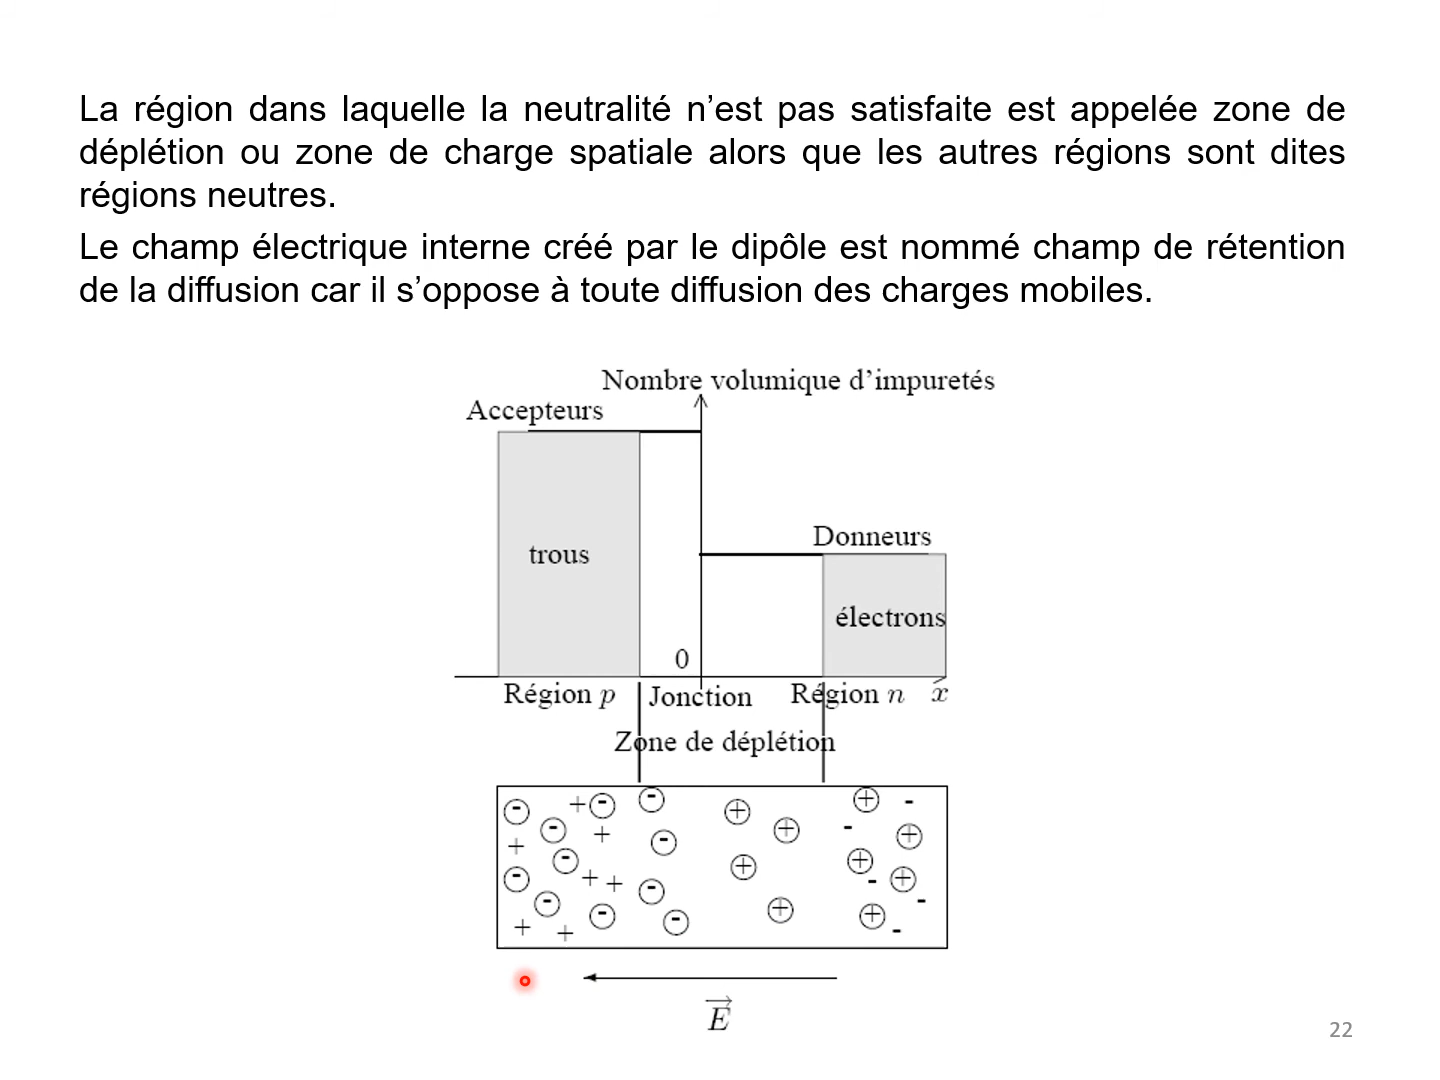 La région dans laquelle la neutralité n’est pas satisfaite est appelée zone de
déplétion ou zone de charge spatiale alors que les autres régions sont dites
régions neutres.
Le champ électrique interne créé par le dipôle est nommé champ de rétention
de la diffusion car il s’oppose à toute diffusion des charges mobiles.
Nombre volumique d’impuretés
Accepteurs
Donneurs
trous
électrons
0
Région p Jonction Région n x
Zone de déplétion
E
22